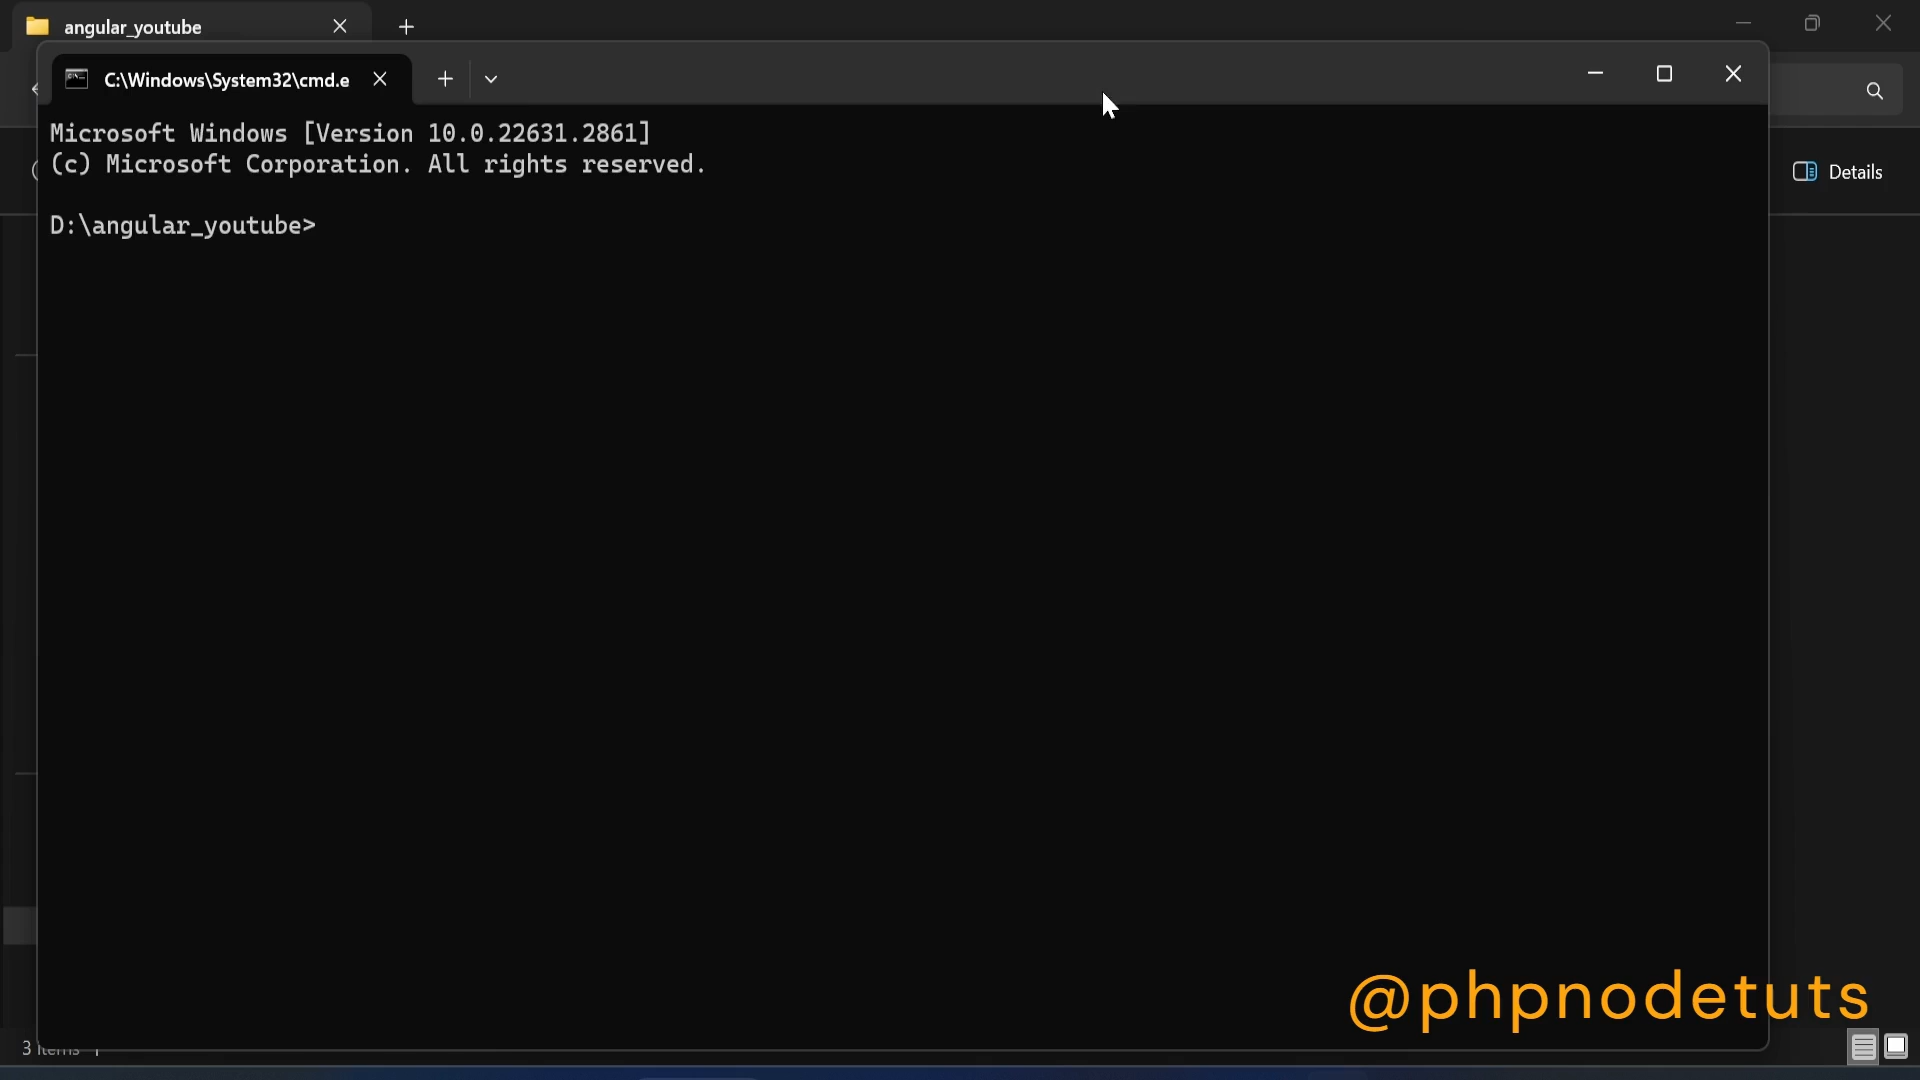 angular_youtube
C:\Windows\System32\cmd.e
Microsoft Windows [Version 10.0.22631.2861]
(c) Microsoft Corporation. All rights reserved.
Details
D:\angular_youtube>
@phpnodetuts
3 items